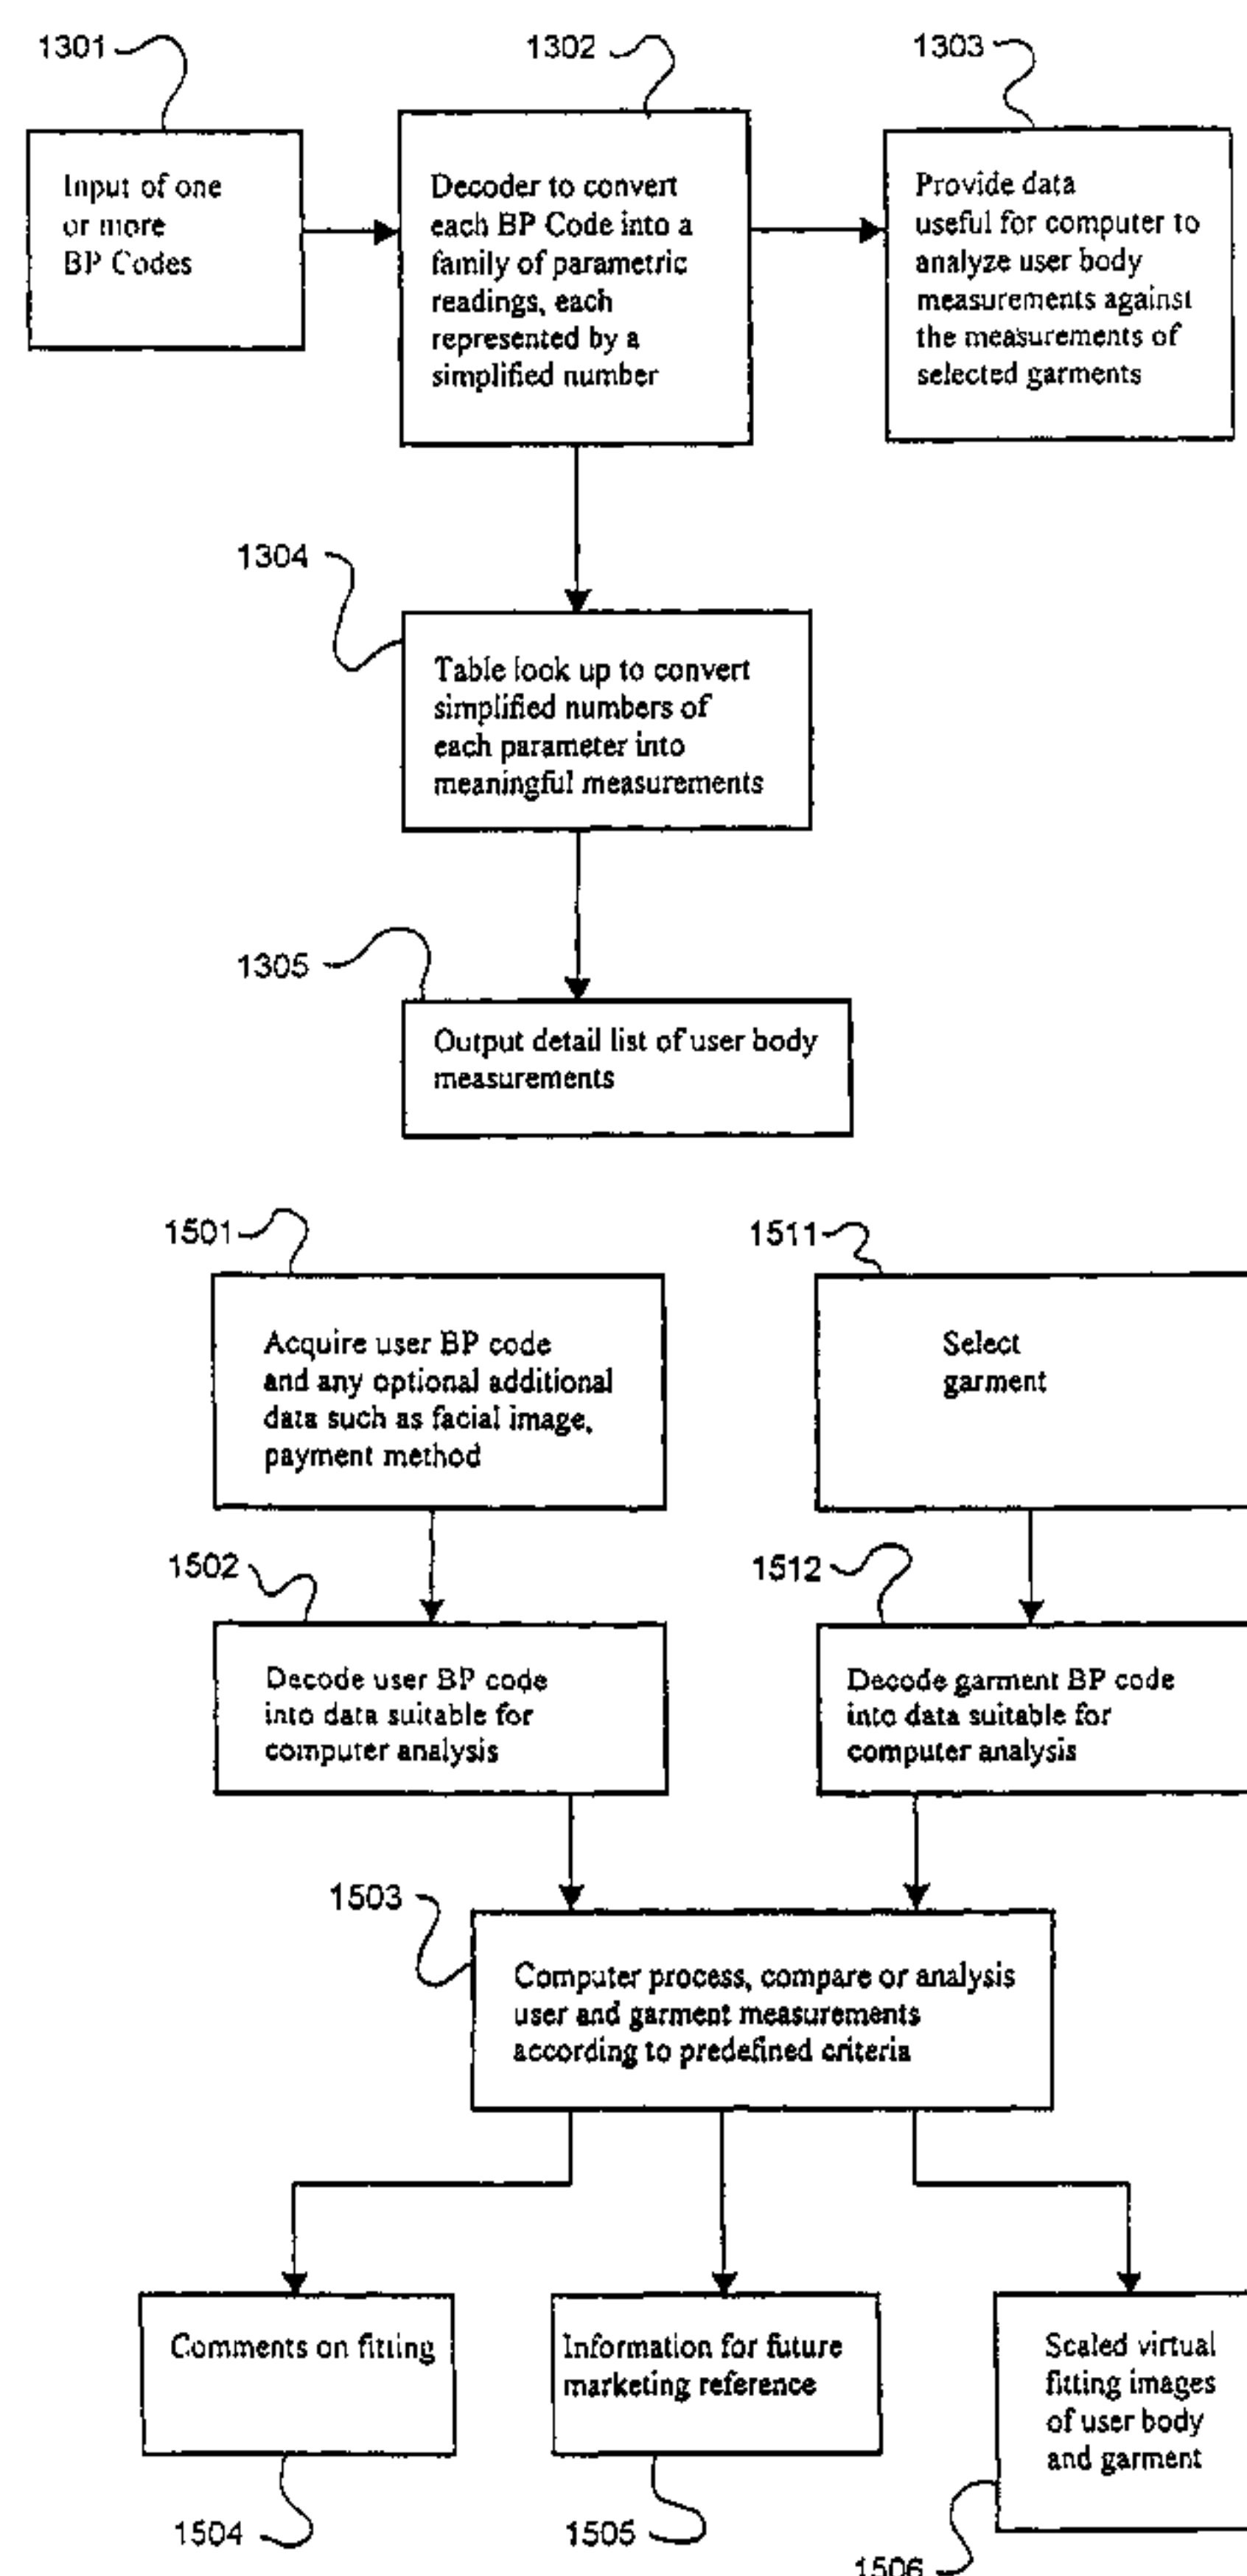 1301
1302
1303
Input of one
or more
BP Codes
Decoder to convert
each BP Code into a
family of parametric
readings, each
represented by a
simplified number
Provide data
useful for computer to
analyze user body
measurements against
the measurements of
selected garments
1304
Table look up to convert
simplified numbers of
each parameter into
meaningful measurements
1305
Output detail list of user body
measurements
1501
1511
Acquire user BP code
and any optional additional
data such as facial image,
payment method
Select
garment
1502
1512
Decode user BP code
into data suitable for
computer analysis
Decode garment BP code
into data suitable for
computer analysis
1503
Computer process, compare or analysis
user and garment measurements
according to predefined criteria
Comments on fitting
Information for future
marketing reference
Scaled virtual
fitting images
of user body
and garment
1504
1505
1506